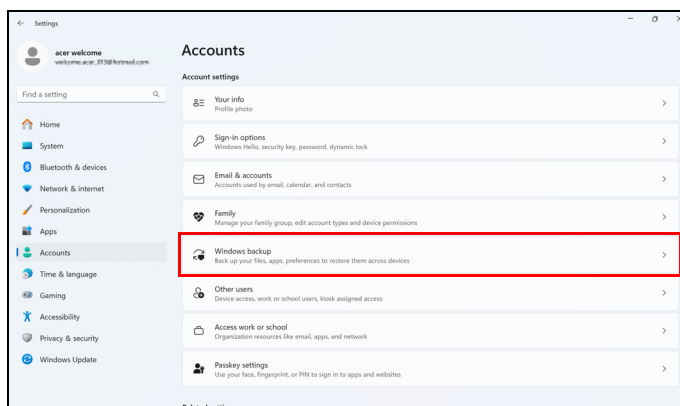 Settings
acer welcome
Accounts
Account settings
Find a setting
Home
System
Bluetooth & devices
Network & internet
Personalization
Apps
Accounts
Time & language
Gaming
Accessibility
Privacy & security
Windows Update
Your info
Profile photo
Sign-in options
Windows Hello, security key, password, dynamic lock
Email & accounts
Accounts used by email, calendar, and contacts
Family
Manage your family group, edit account types and device permissions
Windows backup
Back up your files, apps, preferences to restore them across devices
Other users
Device access, work or school users, kiosk assigned access
Access work or school
Organization resources like email, apps, and network
Passkey settings
Use your face, fingerprint, or PIN to sign in to apps and websites